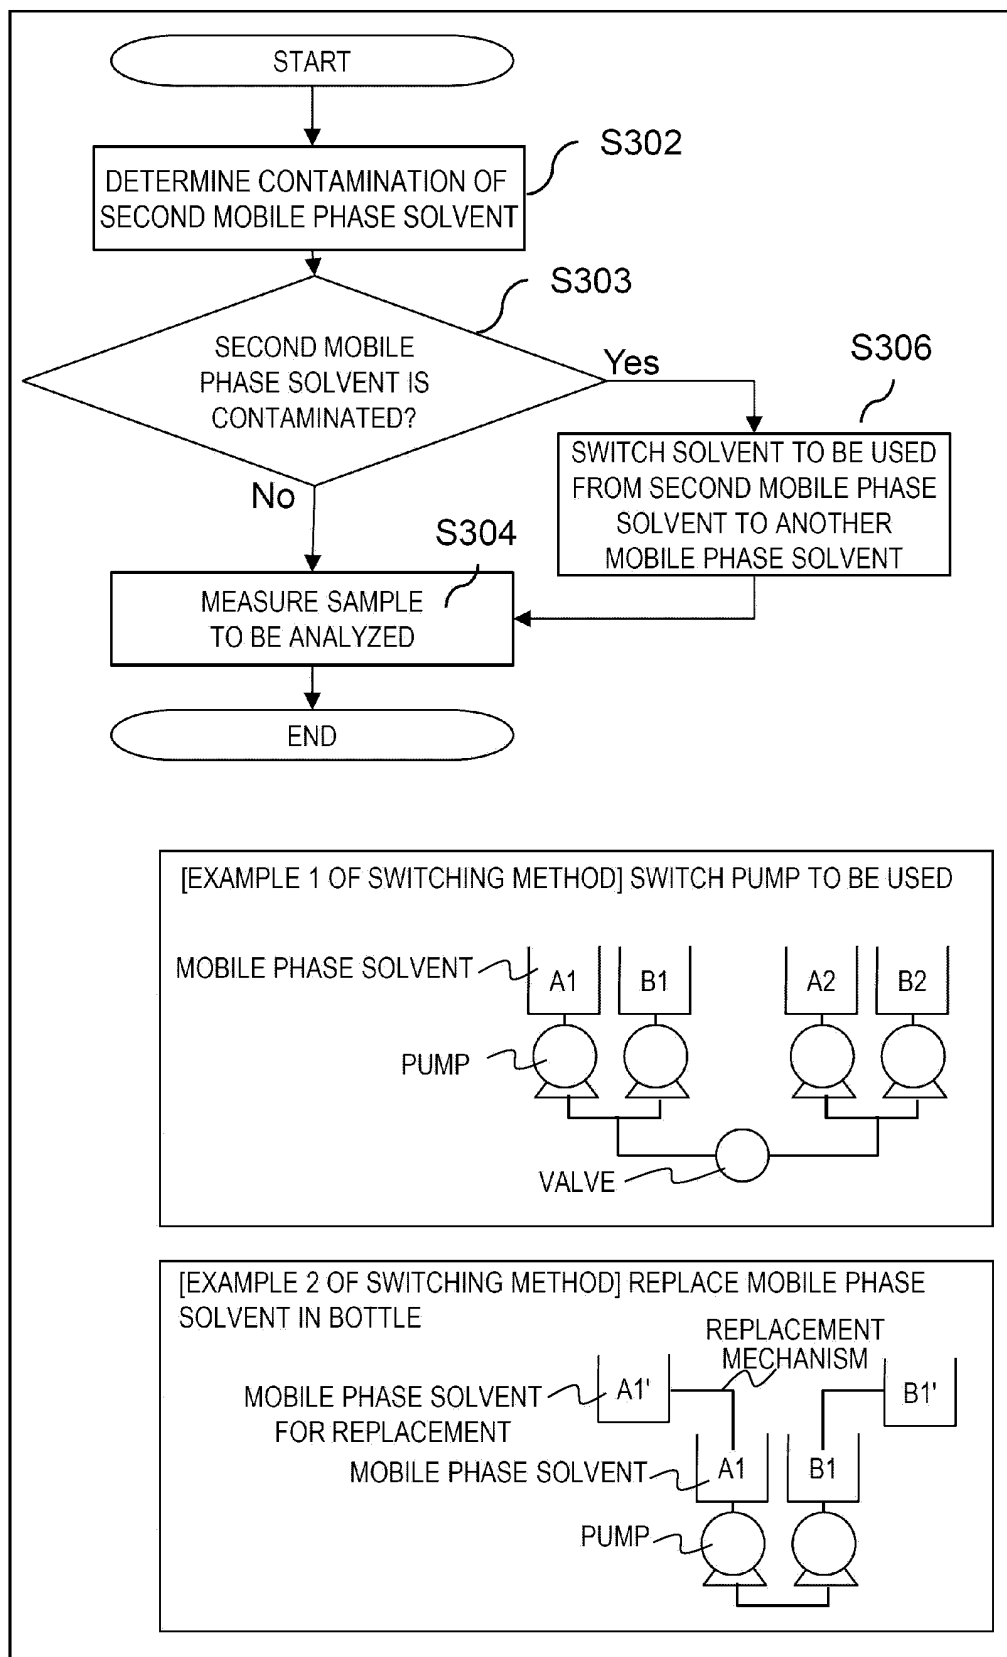 START
S302
DETERMINE CONTAMINATION OF
SECOND MOBILE PHASE SOLVENT
S303
SECOND MOBILE
PHASE SOLVENT IS
CONTAMINATED?
Yes
No
S306
SWITCH SOLVENT TO BE USED
FROM SECOND MOBILE PHASE
SOLVENT TO ANOTHER
MOBILE PHASE SOLVENT
S304
MEASURE SAMPLE
TO BE ANALYZED
END
[EXAMPLE 1 OF SWITCHING METHOD] SWITCH PUMP TO BE USED
MOBILE PHASE SOLVENT
A1
B1
A2
B2
PUMP
VALVE
[EXAMPLE 2 OF SWITCHING METHOD] REPLACE MOBILE PHASE
SOLVENT IN BOTTLE
REPLACEMENT
MECHANISM
MOBILE PHASE SOLVENT
FOR REPLACEMENT
A1'
B1'
MOBILE PHASE SOLVENT
A1
B1
PUMP